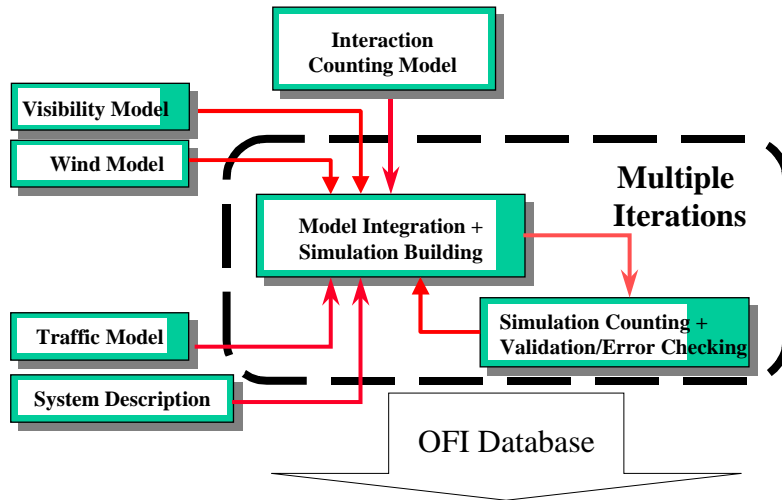 Interaction
Counting Model
Visibility Model
Wind Model
Multiple
Iterations
Model Integration +
Simulation Building
Simulation Counting +
Validation/Error Checking
Traffic Model
System Description
OFI Database